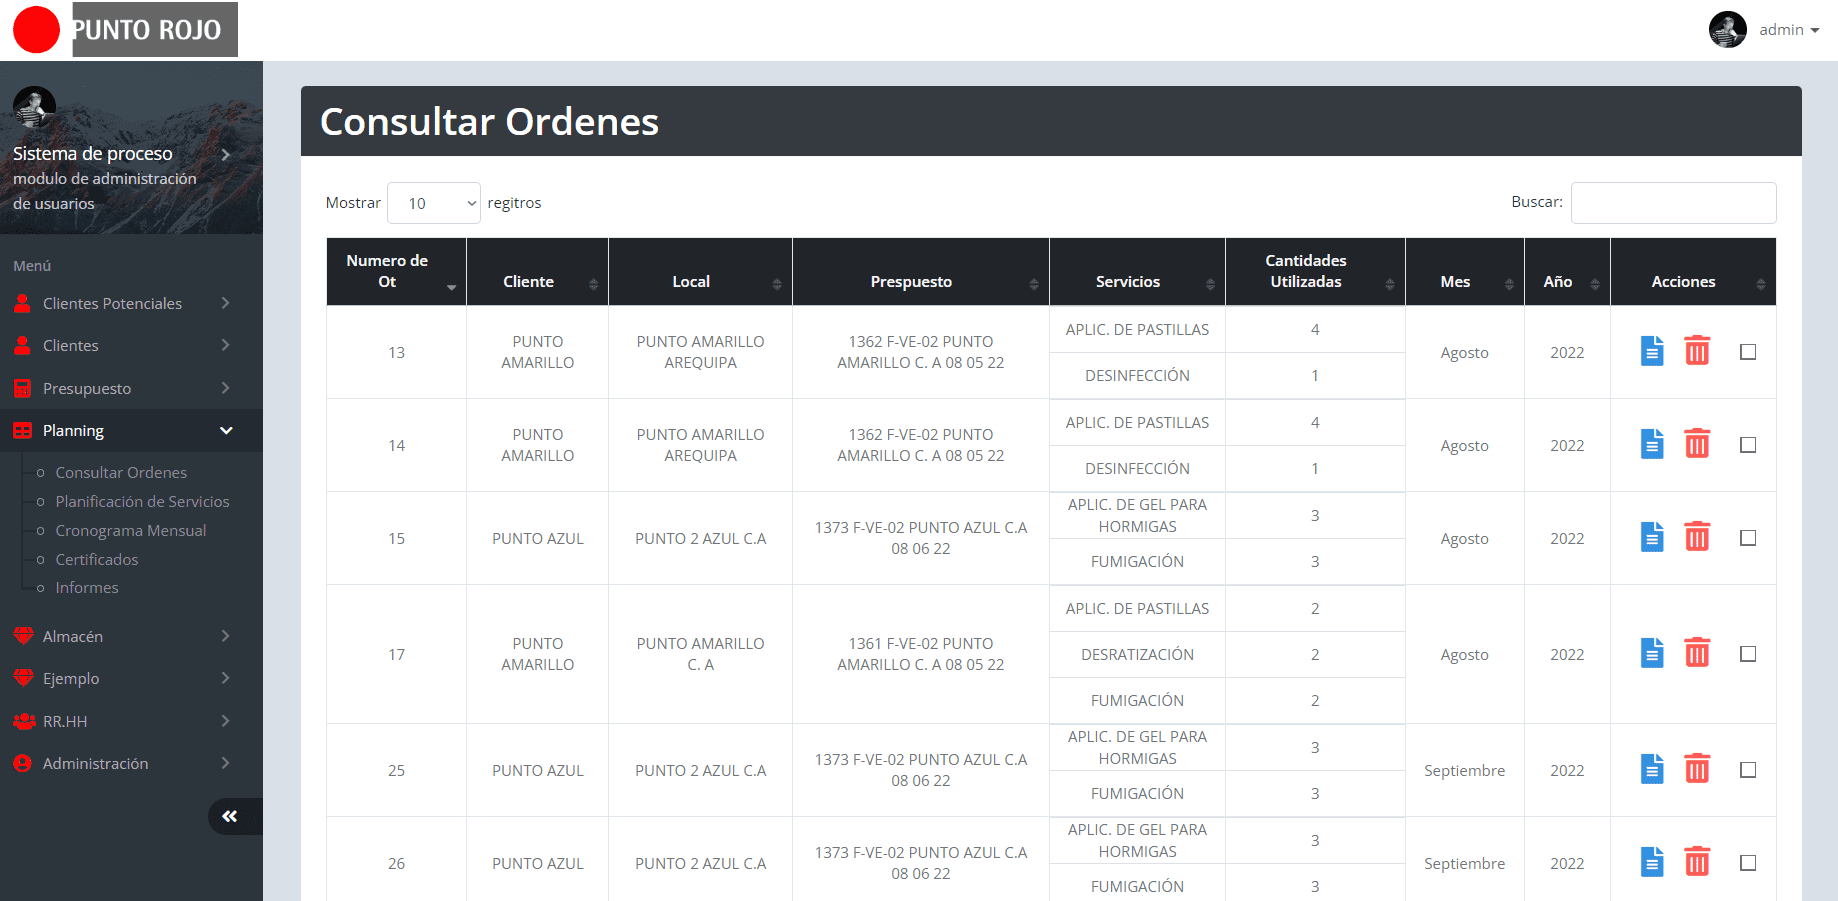 PUNTO ROJO
admin
Sistema de proceso
modulo de administración
de usuarios
Menú
Clientes Potenciales
Clientes
Presupuesto
Planning
Consultar Ordenes
Planificación de Servicios
Cronograma Mensual
Certificados
Informes
Almacén
Ejemplo
RR.HH
Administración
Consultar Ordenes
Mostrar 10 regitros
Buscar:
Numero de
Ot
Cliente
Local
Prespuesto
Servicios
Cantidades
Utilizadas
Mes
Año
Acciones
13
PUNTO
AMARILLO
PUNTO AMARILLO
AREQUIPA
1362 F-VE-02 PUNTO
AMARILLO C. A 08 05 22
APLIC. DE PASTILLAS
4
DESINFECCIÓN
1
Agosto
2022
14
PUNTO
AMARILLO
PUNTO AMARILLO
AREQUIPA
1362 F-VE-02 PUNTO
AMARILLO C. A 08 05 22
APLIC. DE PASTILLAS
4
DESINFECCIÓN
1
Agosto
2022
15
PUNTO AZUL
PUNTO 2 AZUL C.A
1373 F-VE-02 PUNTO AZUL C.A
08 06 22
APLIC. DE GEL PARA
HORMIGAS
3
FUMIGACIÓN
3
Agosto
2022
17
PUNTO
AMARILLO
PUNTO AMARILLO
C. A
1361 F-VE-02 PUNTO
AMARILLO C. A 08 05 22
APLIC. DE PASTILLAS
2
DESRATIZACIÓN
2
FUMIGACIÓN
2
Agosto
2022
25
PUNTO AZUL
PUNTO 2 AZUL C.A
1373 F-VE-02 PUNTO AZUL C.A
08 06 22
APLIC. DE GEL PARA
HORMIGAS
3
FUMIGACIÓN
3
Septiembre
2022
26
PUNTO AZUL
PUNTO 2 AZUL C.A
1373 F-VE-02 PUNTO AZUL C.A
08 06 22
APLIC. DE GEL PARA
HORMIGAS
3
FUMIGACIÓN
3
Septiembre
2022